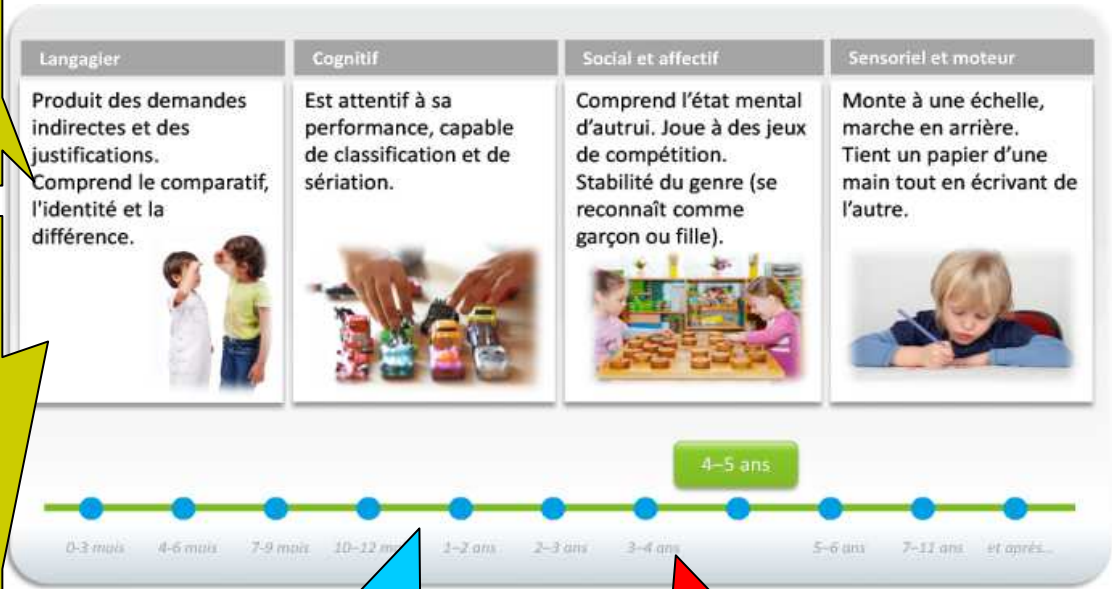 Langagier
Produit des demandes
indirectes et des
justifications.
Comprend le comparatif,
l'identité et la
différence.
Cognitif
Est attentif à sa
performance, capable
de classification et de
sériation.
Social et affectif
Comprend l’état mental
d’autrui. Joue à des jeux
de compétition.
Stabilité du genre (se
reconnaît comme
garçon ou fille).
Sensoriel et moteur
Monte à une échelle,
marche en arrière.
Tient un papier d’une
main tout en écrivant de
l’autre.
4–5 ans
0-3 mois 4-6 mois 7-9 mois 10–12 1–2 ans 2–3 ans 3–4 ans 5–6 ans 7–11 ans et après...